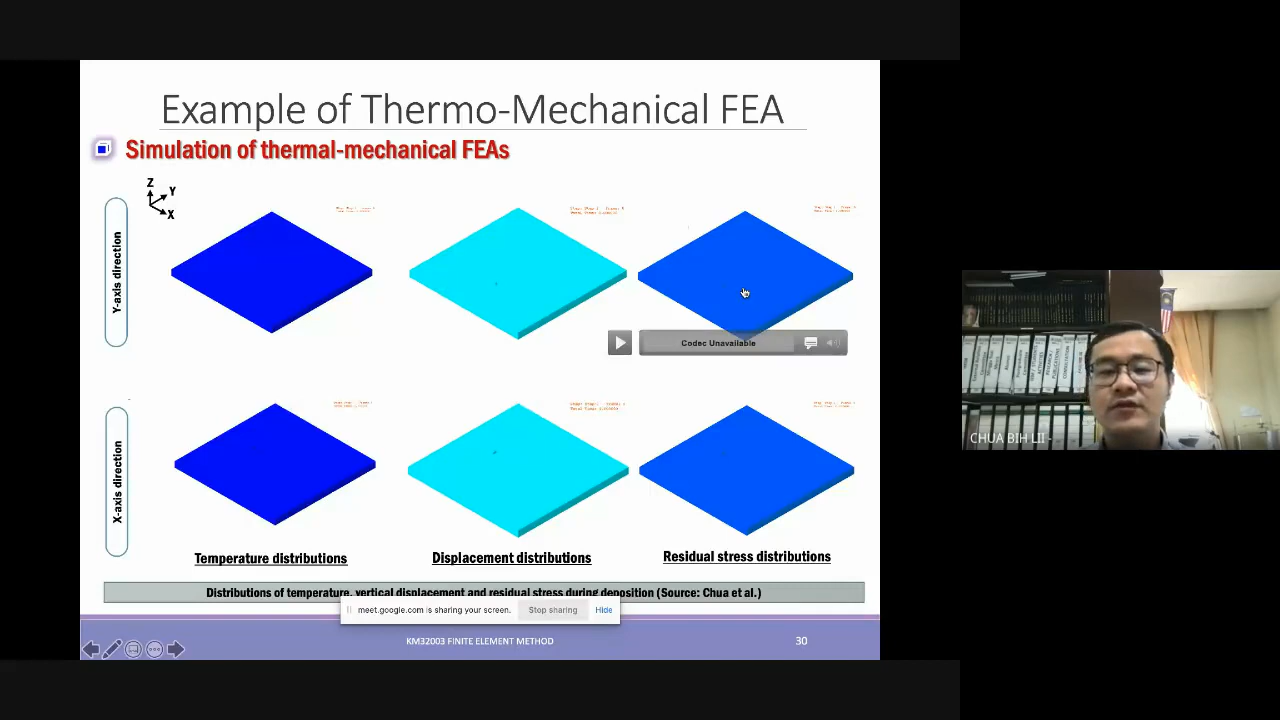 Example of Thermo-Mechanical FEA
Simulation of thermal-mechanical FEAs
Z
Y
X
Y-axis direction
Codec Unavailable
X-axis direction
Temperature distributions
Displacement distributions
Residual stress distributions
Distributions of temperature, vertical displacement and residual stress during deposition (Source: Chua et al.)
meet.google.com is sharing your screen.
Stop sharing
Hide
KM32003 FINITE ELEMENT METHOD
30
CHUA BIH LII -